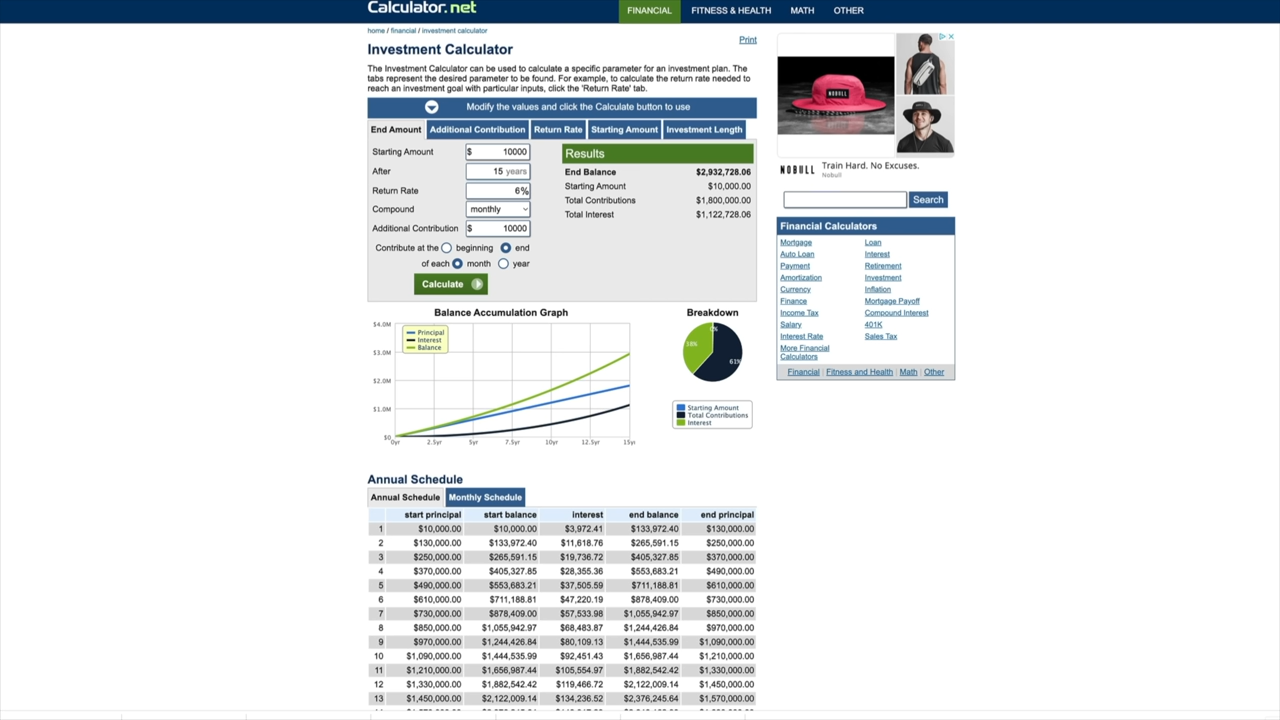 Calculator.net
FINANCIAL FITNESS & HEALTH MATH OTHER
home / financial / investment calculator
Print
Investment Calculator
The Investment Calculator can be used to calculate a specific parameter for an investment plan. The
tabs represent the desired parameter to be found. For example, to calculate the return rate needed to
reach an investment goal with particular inputs, click the 'Return Rate' tab.
Modify the values and click the Calculate button to use
End Amount Additional Contribution Return Rate Starting Amount Investment Length
Starting Amount $ 10000
After 15 years
Return Rate 6%
Compound monthly
Additional Contribution $ 10000
Contribute at the beginning end
of each month year
Calculate
Results
End Balance $2,932,728.06
Starting Amount $10,000.00
Total Contributions $1,800,000.00
Total Interest $1,122,728.06
Balance Accumulation Graph
$4.0M
$3.0M
$2.0M
$1.0M
$0
Principal
Interest
Balance
0yr 2.5yr 5yr 7.5yr 10yr 12.5yr 15yr
Breakdown
0%
38%
61%
Starting Amount
Total Contributions
Interest
Annual Schedule
Annual Schedule Monthly Schedule
start principal start balance interest end balance end principal
1 $10,000.00 $10,000.00 $3,972.41 $133,972.40 $130,000.00
2 $130,000.00 $133,972.40 $11,618.76 $265,591.15 $250,000.00
3 $250,000.00 $265,591.15 $19,736.72 $405,327.85 $370,000.00
4 $370,000.00 $405,327.85 $28,355.36 $553,683.21 $490,000.00
5 $490,000.00 $553,683.21 $37,505.59 $711,188.81 $610,000.00
6 $610,000.00 $711,188.81 $47,220.19 $878,409.00 $730,000.00
7 $730,000.00 $878,409.00 $57,533.98 $1,055,942.97 $850,000.00
8 $850,000.00 $1,055,942.97 $68,483.87 $1,244,426.84 $970,000.00
9 $970,000.00 $1,244,426.84 $80,109.13 $1,444,535.99 $1,090,000.00
10 $1,090,000.00 $1,444,535.99 $92,451.43 $1,656,987.44 $1,210,000.00
11 $1,210,000.00 $1,656,987.44 $105,554.97 $1,882,542.42 $1,330,000.00
12 $1,330,000.00 $1,882,542.42 $119,466.72 $2,122,009.14 $1,450,000.00
13 $1,450,000.00 $2,122,009.14 $134,236.52 $2,376,245.64 $1,570,000.00
NOBULL
NOBULL
Train Hard. No Excuses.
Nobull
Search
Financial Calculators
Mortgage Loan
Auto Loan Interest
Payment Retirement
Amortization Investment
Currency Inflation
Finance Mortgage Payoff
Income Tax Compound Interest
Salary 401K
Interest Rate Sales Tax
More Financial
Calculators
Financial | Fitness and Health | Math | Other